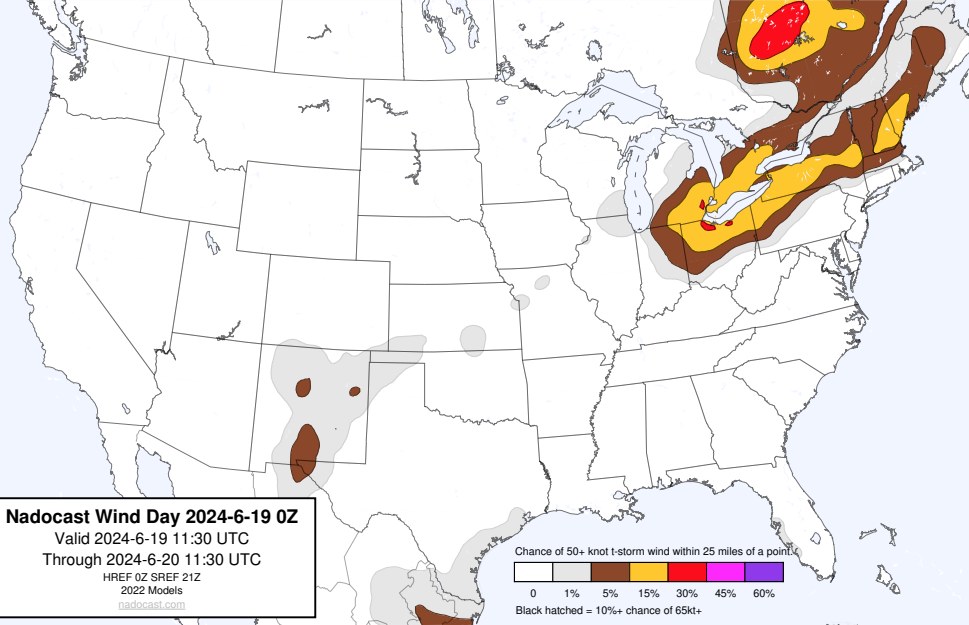 Nadocast Wind Day 2024-6-19 0Z
Valid 2024-6-19 11:30 UTC
Through 2024-6-20 11:30 UTC
HREF 0Z SREF 21Z
2022 Models
nadocast.com
Chance of 50+ knot t-storm wind within 25 miles of a point.
0 1% 5% 15% 30% 45% 60%
Black hatched = 10%+ chance of 65kt+